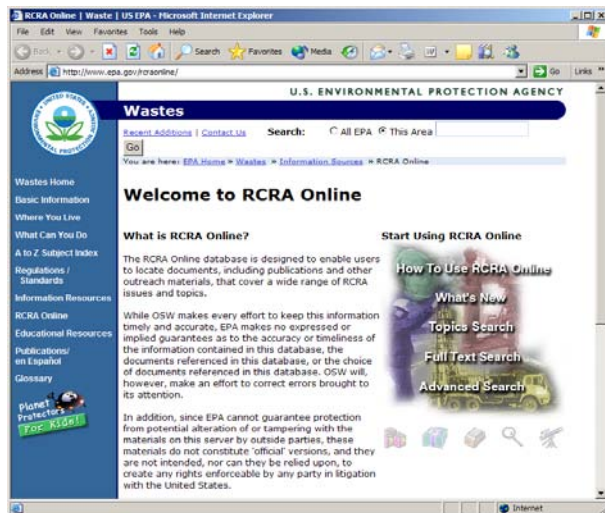 RCRA Online | Waste | US EPA - Microsoft Internet Explorer
File Edit View Favorites Tools Help
Back Search Favorites Media
Address http://www.epa.gov/rcraonline/ Go Links »
U.S. ENVIRONMENTAL PROTECTION AGENCY
Wastes
Recent Additions | Contact Us Search: All EPA This Area
Go
You are here: EPA Home » Wastes » Information Sources » RCRA Online
Wastes Home
Basic Information
Where You Live
What Can You Do
A to Z Subject Index
Regulations /
Standards
Information Resources
RCRA Online
Educational Resources
Publications/
en Español
Glossary
Planet
Protectors
For Kids!
Welcome to RCRA Online
What is RCRA Online?
The RCRA Online database is designed to enable users
to locate documents, including publications and other
outreach materials, that cover a wide range of RCRA
issues and topics.
While OSW makes every effort to keep this information
timely and accurate, EPA makes no expressed or
implied guarantees as to the accuracy or timeliness of
the information contained in this database, the
documents referenced in this database, or the choice
of documents referenced in this database. OSW will,
however, make an effort to correct errors brought to
its attention.
In addition, since EPA cannot guarantee protection
from potential alteration of or tampering with the
materials on this server by outside parties, these
materials do not constitute 'official' versions, and they
are not intended, nor can they be relied upon, to
create any rights enforceable by any party in litigation
with the United States.
Start Using RCRA Online
How To Use RCRA Online
What's New
Topics Search
Full Text Search
Advanced Search
Internet